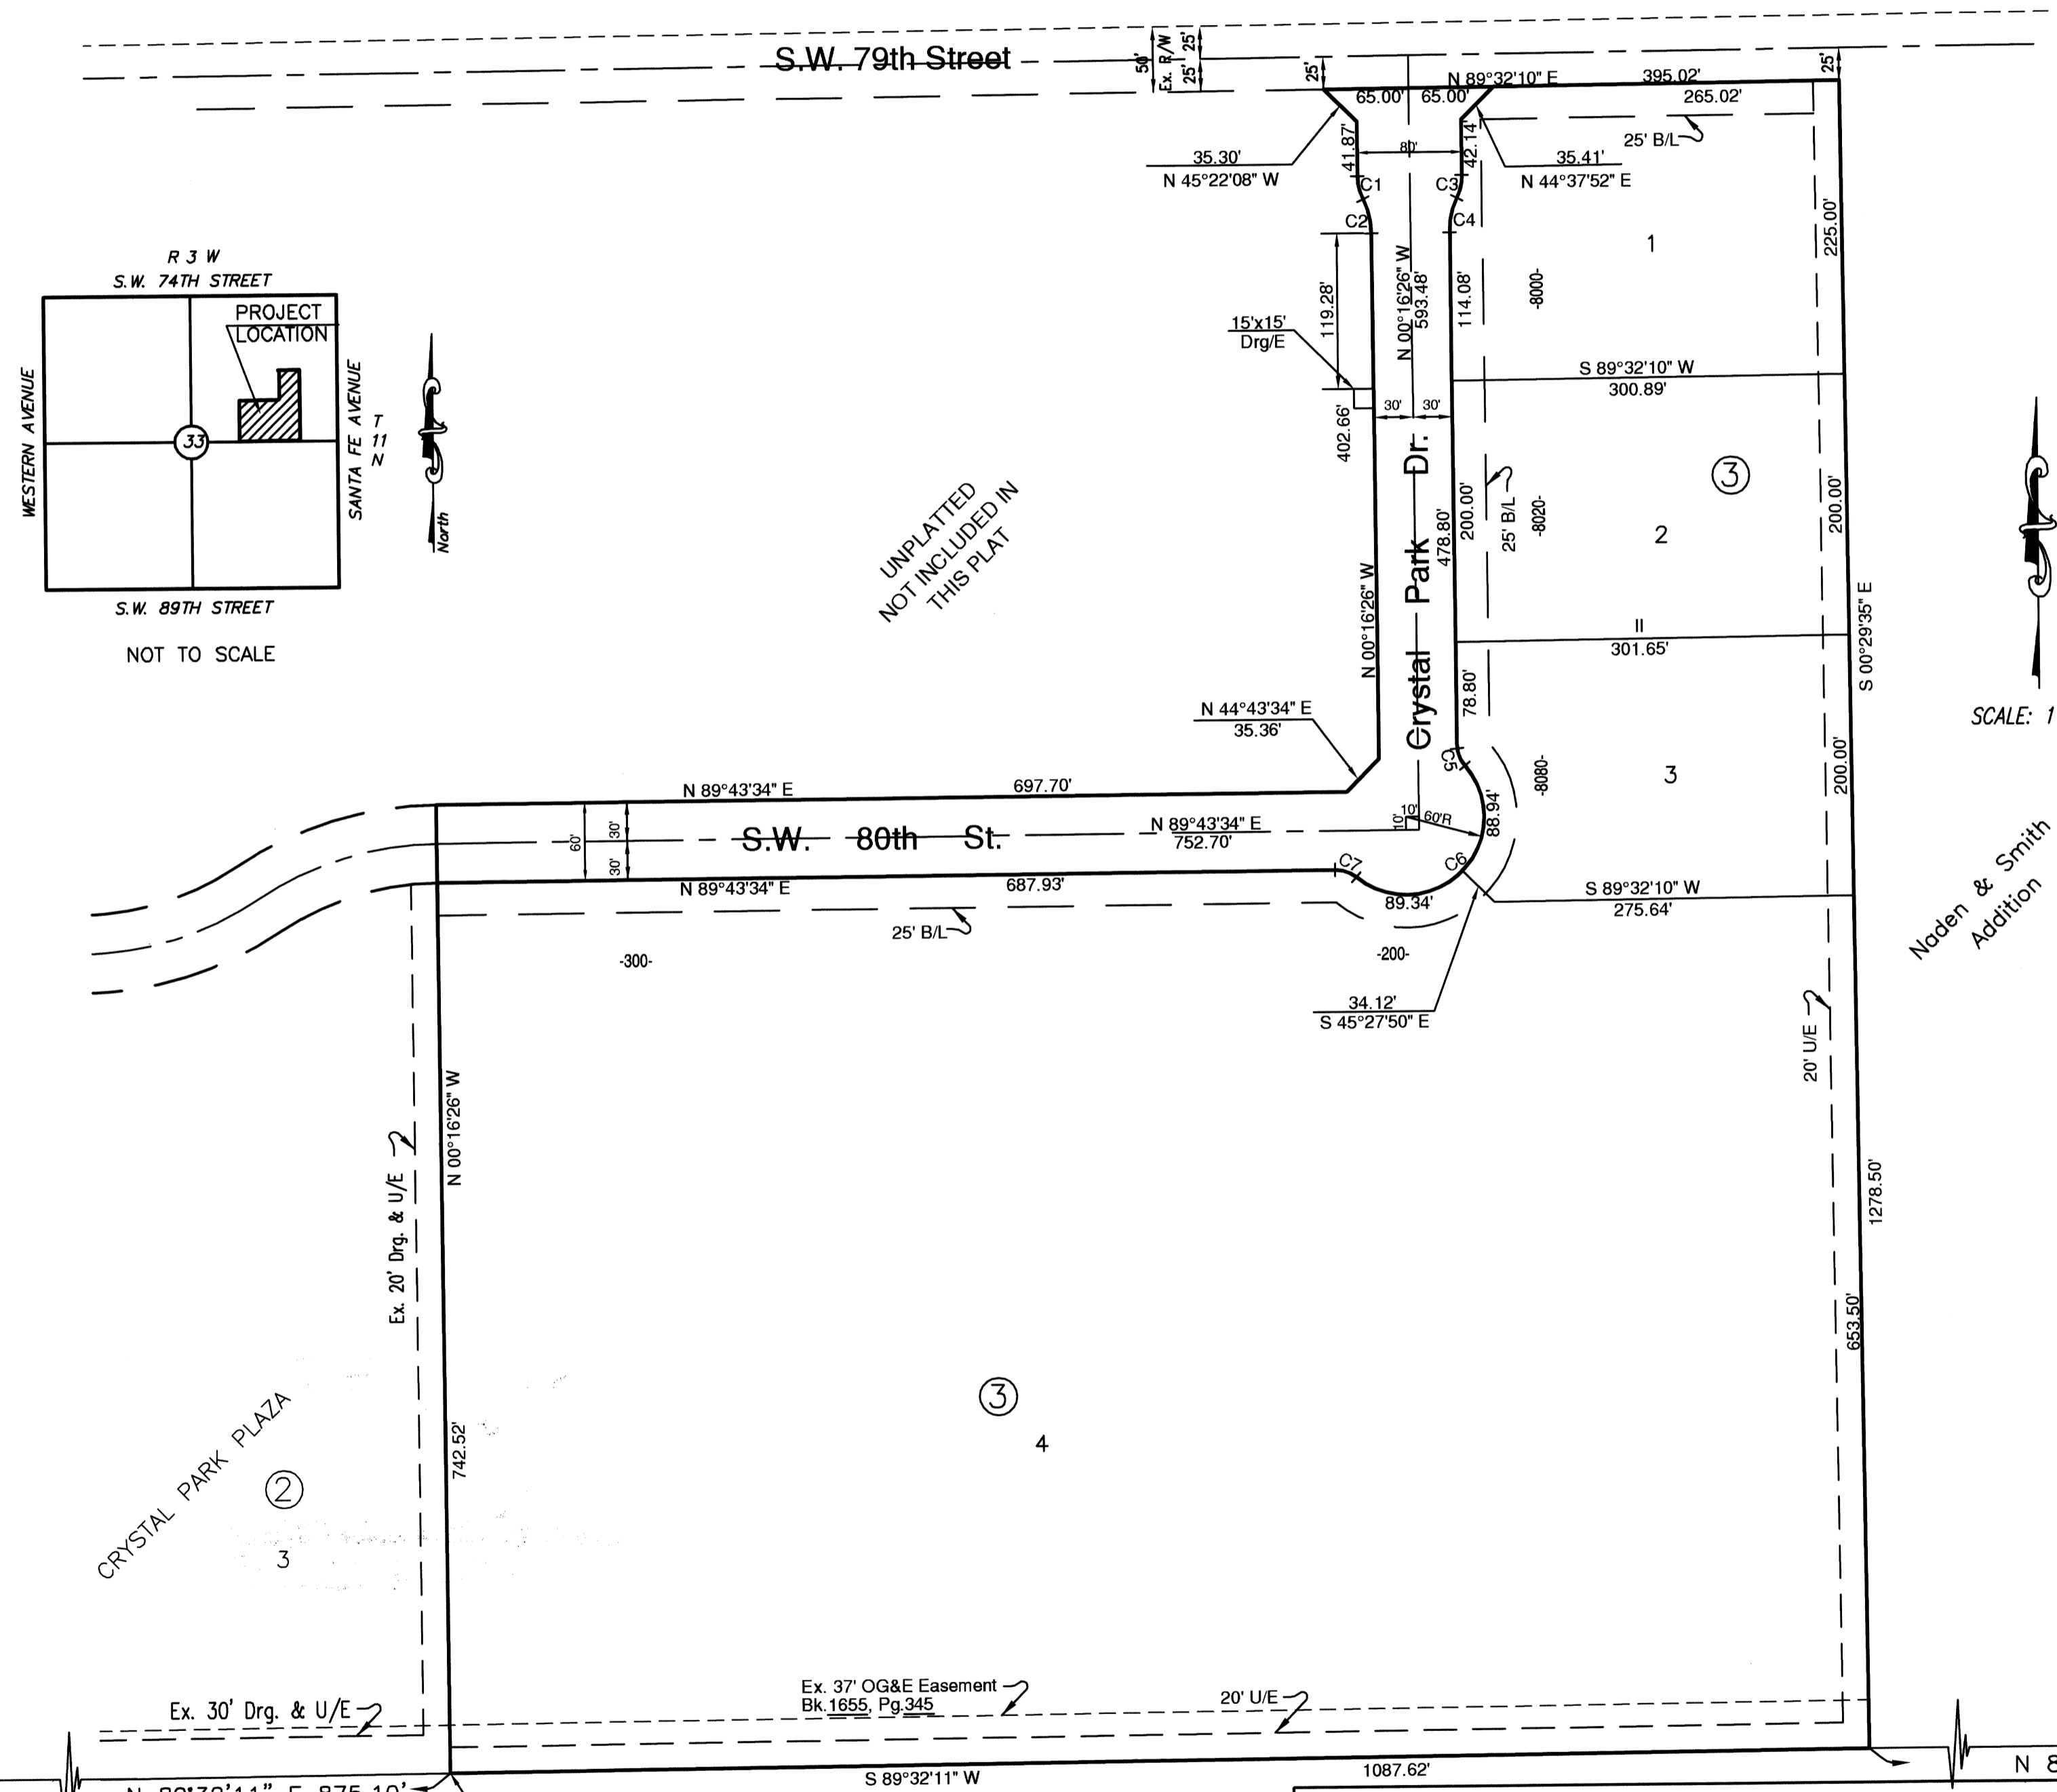 S.W. 79th Street
50'
Ex. R/W
25'
25'
25'
N 89°32'10" E
395.02'
25'
65.00'
65.00'
265.02'
25' B/L
35.30'
N 45°22'08" W
41.87'
80'
42.14'
35.41'
N 44°37'52" E
C1
C3
C2
C4
225.00'
1
-8000-
119.28'
N 00°16'26" W
593.48'
114.08'
15'x15'
Drg/E
S 89°32'10" W
300.89'
30'
30'
402.66'
R 3 W
S.W. 74TH STREET
PROJECT
LOCATION
WESTERN AVENUE
SANTA FE AVENUE
T
11
N
33
S.W. 89TH STREET
NOT TO SCALE
North
UNPLATTED
NOT INCLUDED IN
THIS PLAT
Crystal Park Dr.
N 00°16'26" W
478.80'
200.00'
25' B/L
-8020-
3
2
200.00'
S 00°29'35" E
SCALE: 1
II
301.65'
78.80'
N 44°43'34" E
35.36'
C5
-8080-
3
200.00'
N 89°43'34" E
697.70'
88.94'
10'
10'
60'R
60'
30'
30'
S.W. 80th St.
N 89°43'34" E
752.70'
N 89°43'34" E
687.93'
C7
C6
89.34'
S 89°32'10" W
275.64'
Naden & Smith
Addition
25' B/L
-300-
-200-
34.12'
S 45°27'50" E
20' U/E
N 00°16'26" W
Ex. 20' Drg. & U/E
1278.50'
653.50'
742.52'
3
4
CRYSTAL PARK PLAZA
2
3
Ex. 30' Drg. & U/E
Ex. 37' OG&E Easement
Bk.1655, Pg.345
20' U/E
S 89°32'11" W
1087.62'
N 8